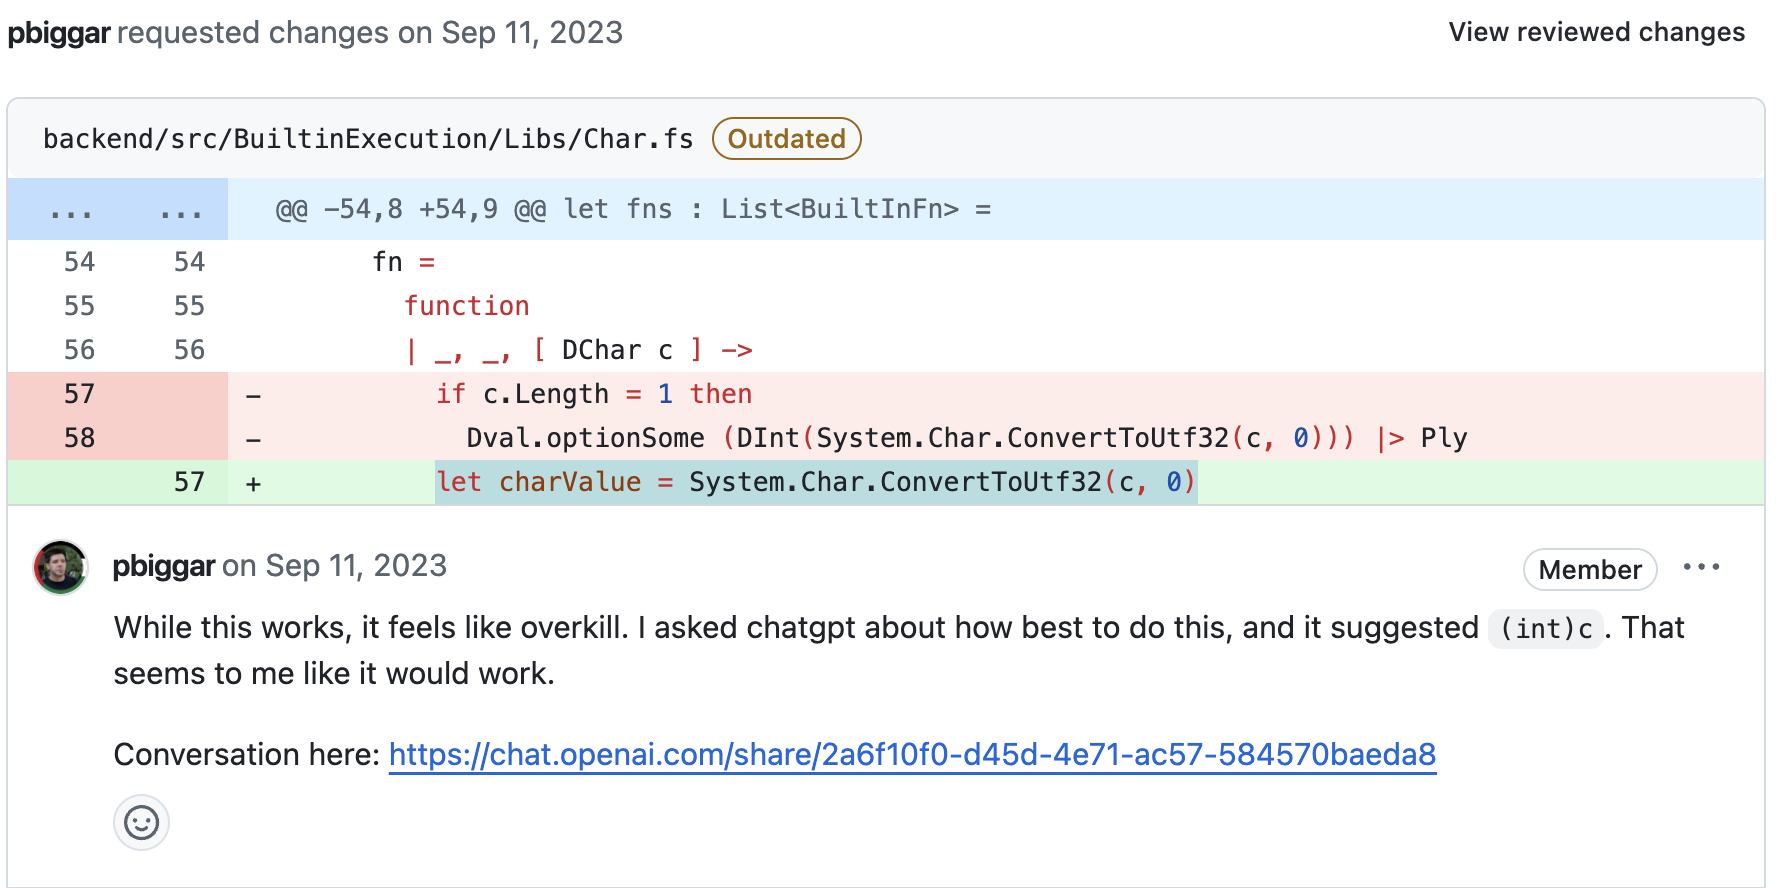 pbiggar requested changes on Sep 11, 2023 View reviewed changes
backend/src/BuiltinExecution/Libs/Char.fs Outdated
... ... @@ -54,8 +54,9 @@ let fns : List<BuiltInFn> =
54 54 fn =
55 55 function
56 56 | _, _, [ DChar c ] ->
57 - if c.Length = 1 then
58 - Dval.optionSome (DInt(System.Char.ConvertToUtf32(c, 0))) |> Ply
57 + let charValue = System.Char.ConvertToUtf32(c, 0)
pbiggar on Sep 11, 2023 Member ...
While this works, it feels like overkill. I asked chatgpt about how best to do this, and it suggested (int)c. That
seems to me like it would work.
Conversation here: https://chat.openai.com/share/2a6f10f0-d45d-4e71-ac57-584570baeda8